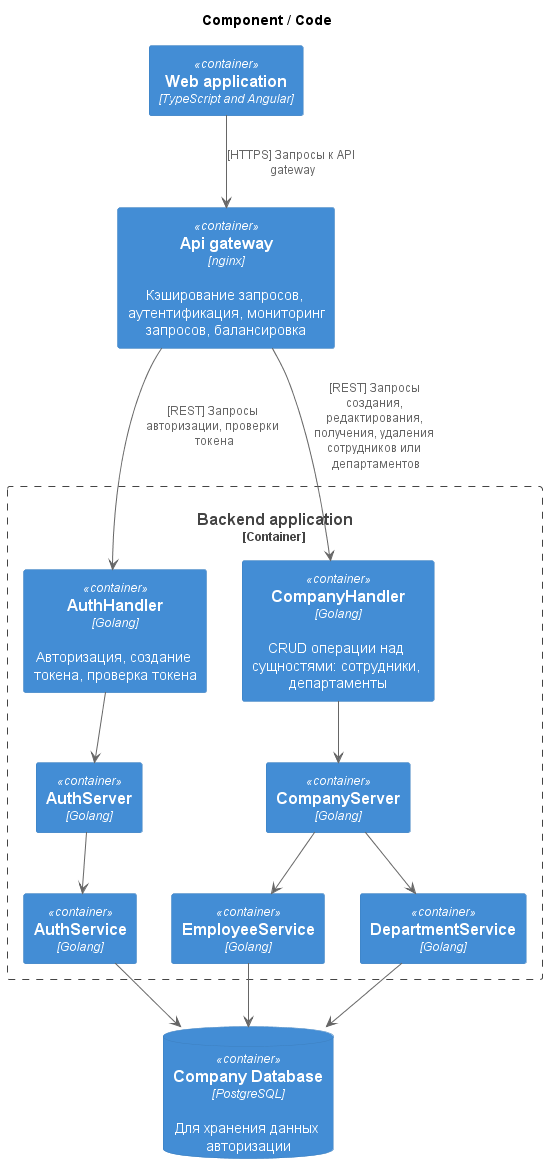 Component / Code
«container»
Web application
[TypeScript and Angular]
[HTTPS] Запросы к API
gateway
«container»
Api gateway
[nginx]
Кэширование запросов,
аутентификация, мониторинг
запросов, балансировка
[REST] Запросы
авторизации, проверки
токена
[REST] Запросы
создания,
редактирования,
получения, удаления
сотрудников или
департаментов
Backend application
[Container]
«container»
AuthHandler
[Golang]
Авторизация, создание
токена, проверка токена
«container»
CompanyHandler
[Golang]
CRUD операции над
сущностями: сотрудники,
департаменты
«container»
AuthServer
[Golang]
«container»
CompanyServer
[Golang]
«container»
AuthService
[Golang]
«container»
EmployeeService
[Golang]
«container»
DepartmentService
[Golang]
«container»
Company Database
[PostgreSQL]
Для хранения данных
авторизации